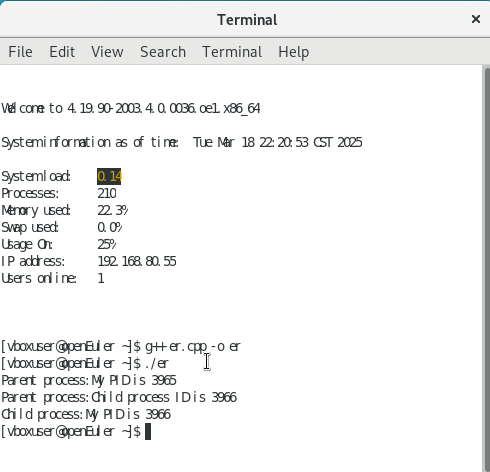 Terminal
×
File Edit View Search Terminal Help
Welcome to 4.19.90-2003.4.0.0036.oe1.x86_64
System information as of time: Tue Mar 18 22:20:53 CST 2025
System load: 0.14
Processes: 210
Memory used: 22.3%
Swap used: 0.0%
Usage On: 25%
IP address: 192.168.80.55
Users online: 1
[vboxuser@openEuler ~]$ g++ er.cpp -o er
[vboxuser@openEuler ~]$ ./er
Parent process: My PID is 3965
Parent process: Child process ID is 3966
Child process: My PID is 3966
[vboxuser@openEuler ~]$